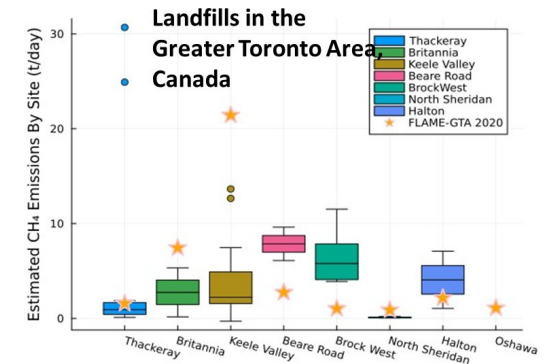 Landfills in the
Greater Toronto Area,
Canada
Estimated CH₄ Emissions By Site (t/day)
30
20
10
0
Thackeray
Britannia
Keele Valley
Beare Road
BrockWest
North Sheridan
Halton
FLAME-GTA 2020
Thackeray
Britannia
Keele Valley
Beare Road
Brock West
North Sheridan
Halton
Oshawa